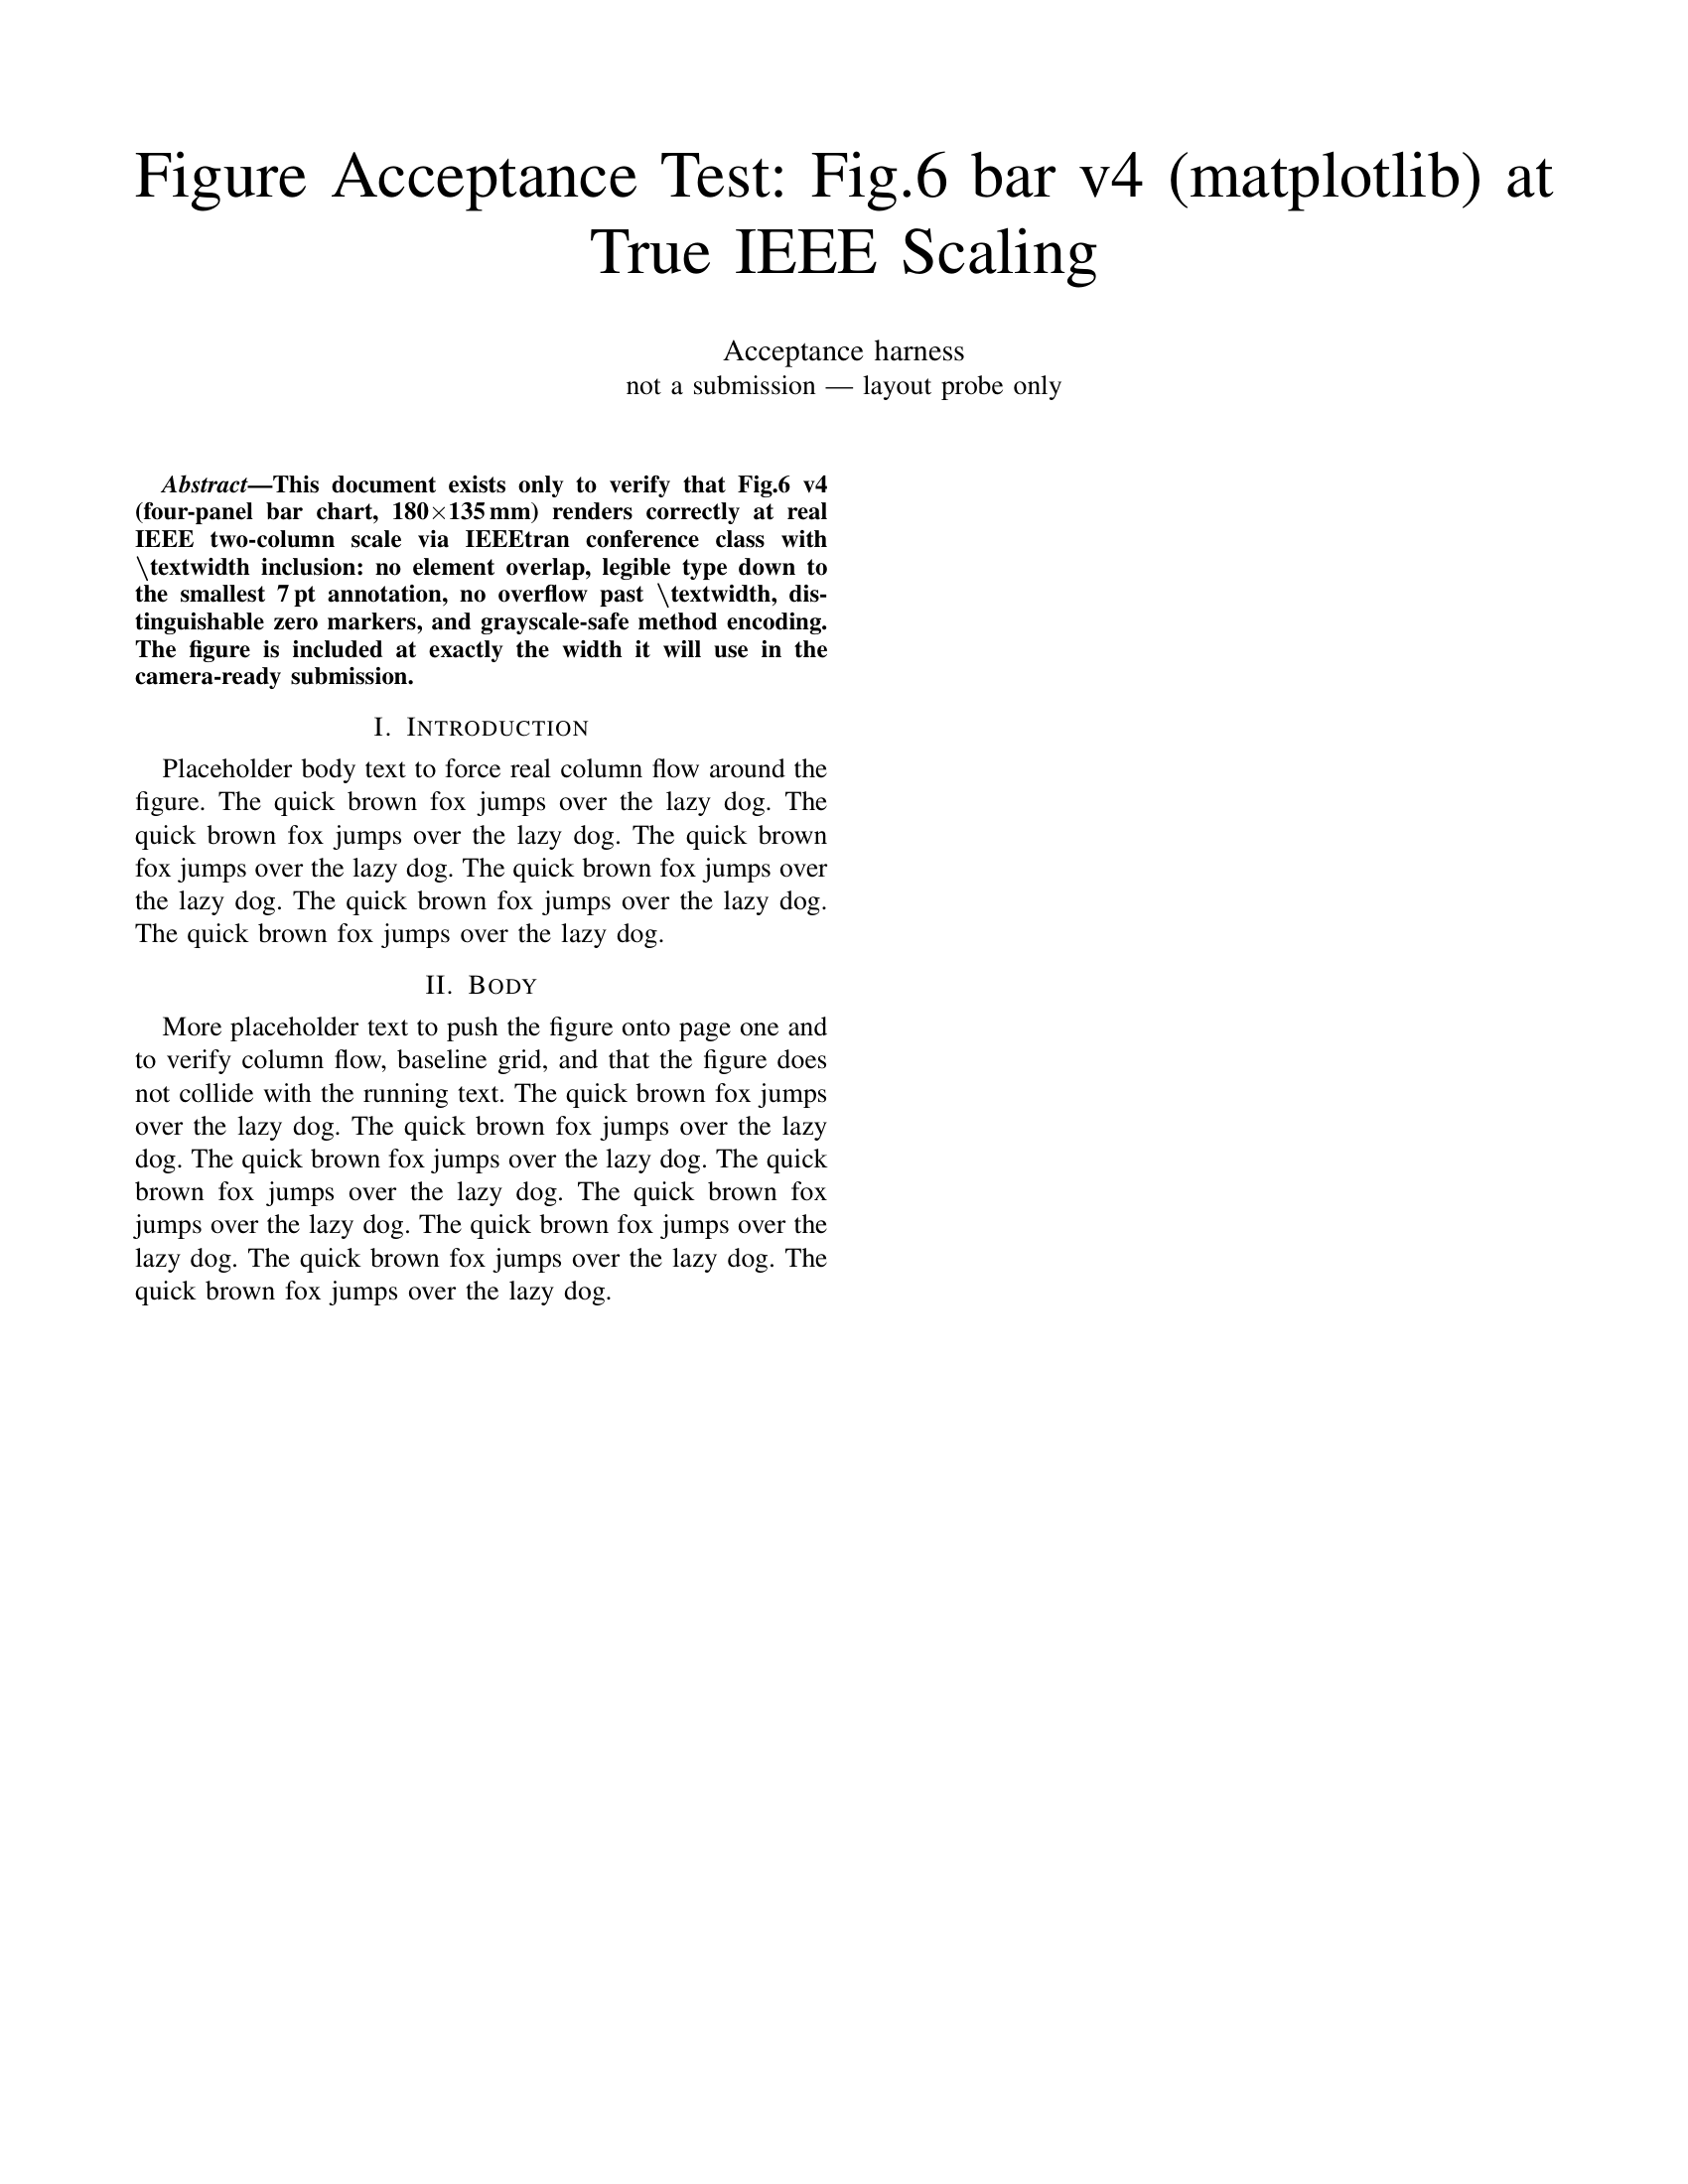 Figure Acceptance Test: Fig.6 bar v4 (matplotlib) at
True IEEE Scaling
Acceptance harness
not a submission — layout probe only
Abstract—This document exists only to verify that Fig.6 v4
(four-panel bar chart, 180×135 mm) renders correctly at real
IEEE two-column scale via IEEEtran conference class with
\textwidth inclusion: no element overlap, legible type down to
the smallest 7 pt annotation, no overflow past \textwidth, dis-
tinguishable zero markers, and grayscale-safe method encoding.
The figure is included at exactly the width it will use in the
camera-ready submission.
I. INTRODUCTION
Placeholder body text to force real column flow around the
figure. The quick brown fox jumps over the lazy dog. The
quick brown fox jumps over the lazy dog. The quick brown
fox jumps over the lazy dog. The quick brown fox jumps over
the lazy dog. The quick brown fox jumps over the lazy dog.
The quick brown fox jumps over the lazy dog.
II. BODY
More placeholder text to push the figure onto page one and
to verify column flow, baseline grid, and that the figure does
not collide with the running text. The quick brown fox jumps
over the lazy dog. The quick brown fox jumps over the lazy
dog. The quick brown fox jumps over the lazy dog. The quick
brown fox jumps over the lazy dog. The quick brown fox
jumps over the lazy dog. The quick brown fox jumps over the
lazy dog. The quick brown fox jumps over the lazy dog. The
quick brown fox jumps over the lazy dog.